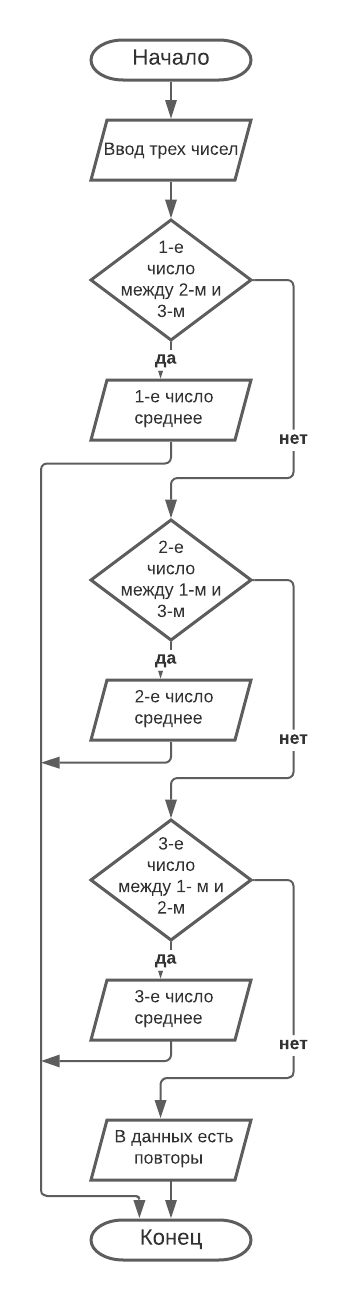 Начало
Ввод трех чисел
1-е
число
между 2-м и
3-м
да
1-е число
среднее
нет
2-е
число
между 1-м и
3-м
да
2-е число
среднее
нет
3-е
число
между 1- м и
2-м
да
3-е число
среднее
нет
В данных есть
повторы
Конец